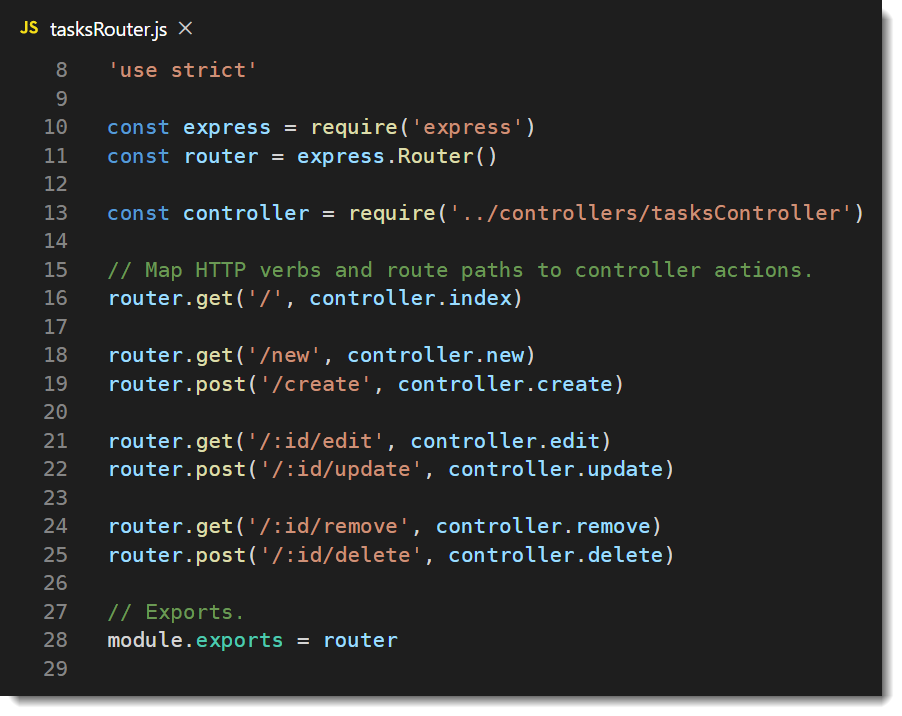 JS tasksRouter.js ×
8 'use strict'
9
10 const express = require('express')
11 const router = express.Router()
12
13 const controller = require('../controllers/tasksController')
14
15 // Map HTTP verbs and route paths to controller actions.
16 router.get('/', controller.index)
17
18 router.get('/new', controller.new)
19 router.post('/create', controller.create)
20
21 router.get('/:id/edit', controller.edit)
22 router.post('/:id/update', controller.update)
23
24 router.get('/:id/remove', controller.remove)
25 router.post('/:id/delete', controller.delete)
26
27 // Exports.
28 module.exports = router
29